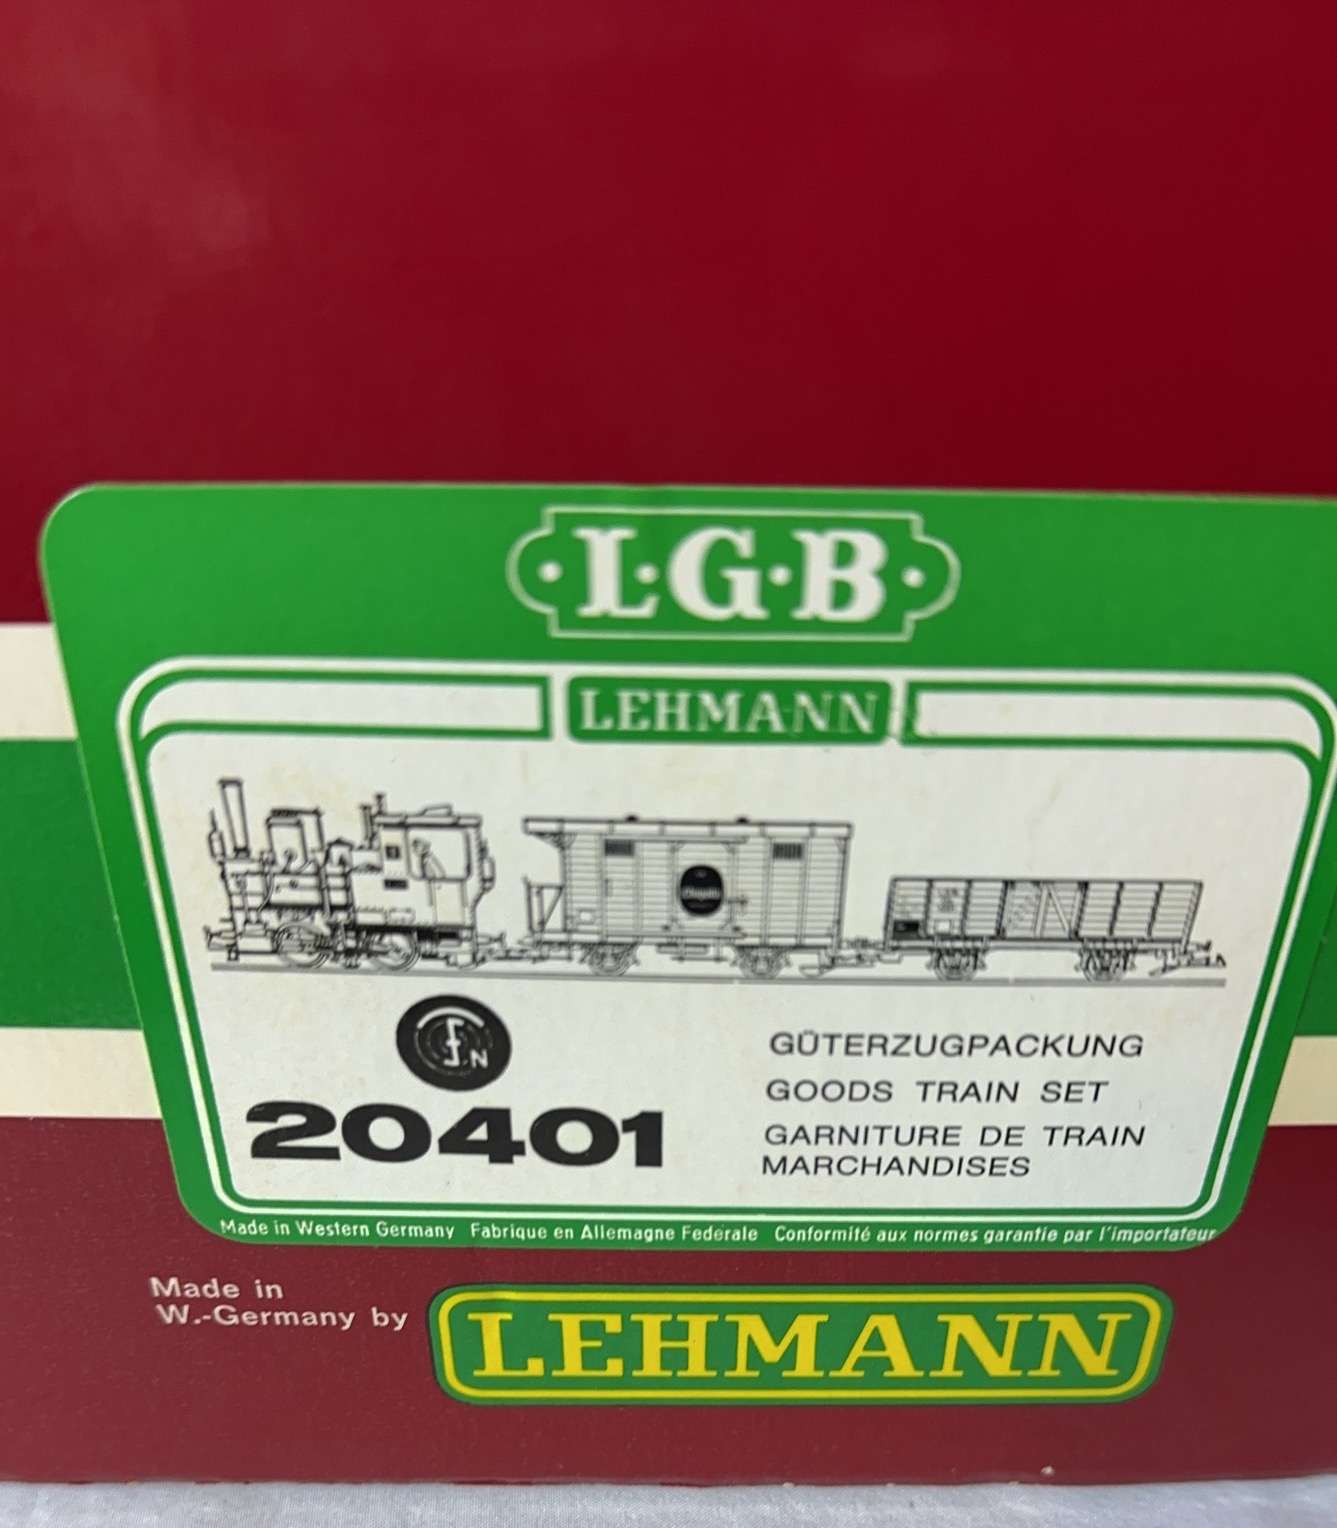 ·L·G·B·
LEHMANN
20401
GÜTERZUGPACKUNG
GOODS TRAIN SET
GARNITURE DE TRAIN
MARCHANDISES
Made in Western Germany Fabrique en Allemagne Federale Conformité aux normes garantie par l'importateur
Made in
W.-Germany by
LEHMANN